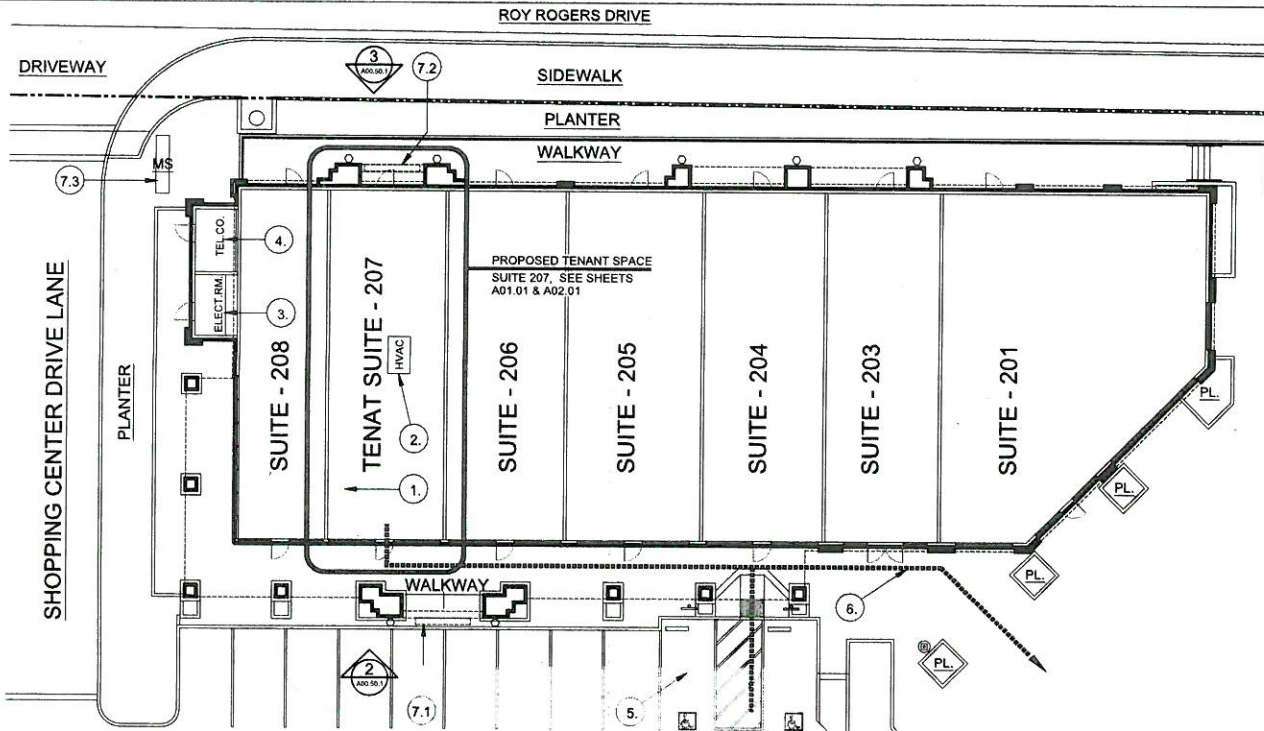 ROY ROGERS DRIVE
DRIVEWAY
3
A00.50.1
7.2
SIDEWALK
PLANTER
WALKWAY
MS
7.3
TEL.CO.
4.
ELECT.RM.
3.
PROPOSED TENANT SPACE
SUITE 207, SEE SHEETS
A01.01 & A02.01
SHOPPING CENTER DRIVE LANE
PLANTER
SUITE - 208
TENAT SUITE - 207
HVAC
2.
1.
SUITE - 206
SUITE - 205
SUITE - 204
SUITE - 203
SUITE - 201
PL.
PL.
PL.
PL.
WALKWAY
6.
2
A00.50.1
7.1
5.